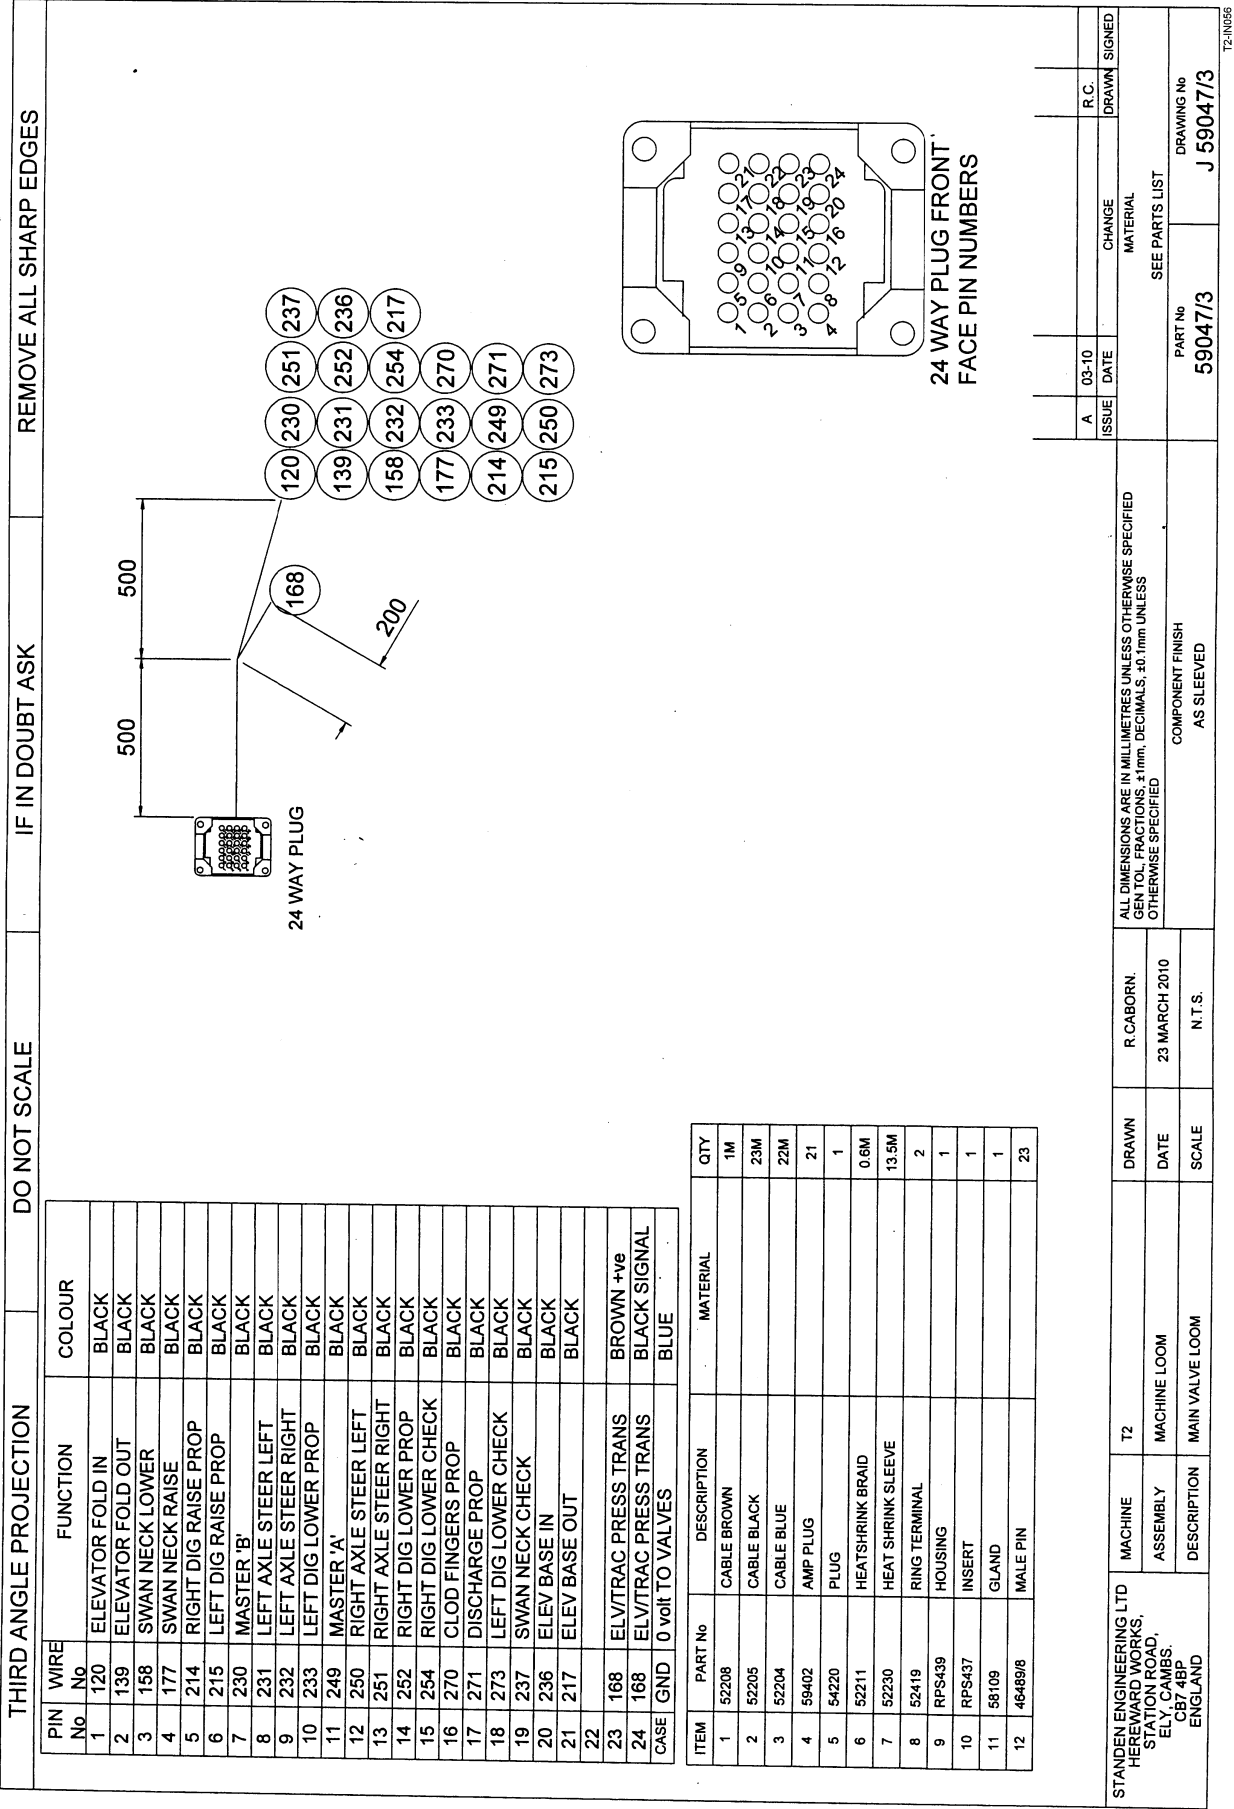 THIRD ANGLE PROJECTION
DO NOT SCALE
IF IN DOUBT ASK
REMOVE ALL SHARP EDGES
PIN No WIRE No FUNCTION COLOUR
1 120 ELEVATOR FOLD IN BLACK
2 139 ELEVATOR FOLD OUT BLACK
3 158 SWAN NECK LOWER BLACK
4 177 SWAN NECK RAISE BLACK
5 214 RIGHT DIG RAISE PROP BLACK
6 215 LEFT DIG RAISE PROP BLACK
7 230 MASTER 'B' BLACK
8 231 LEFT AXLE STEER LEFT BLACK
9 232 LEFT AXLE STEER RIGHT BLACK
10 233 LEFT DIG LOWER PROP BLACK
11 249 MASTER 'A' BLACK
12 250 RIGHT AXLE STEER LEFT BLACK
13 251 RIGHT AXLE STEER RIGHT BLACK
14 252 RIGHT DIG LOWER PROP BLACK
15 254 RIGHT DIG LOWER CHECK BLACK
16 270 CLOD FINGERS PROP BLACK
17 271 DISCHARGE PROP BLACK
18 273 LEFT DIG LOWER CHECK BLACK
19 237 SWAN NECK CHECK BLACK
20 236 ELEV BASE IN BLACK
21 217 ELEV BASE OUT BLACK
22
23 168 ELV/TRAC PRESS TRANS BROWN +ve
24 168 ELV/TRAC PRESS TRANS BLACK SIGNAL
CASE GND 0 volt TO VALVES BLUE
500 500
24 WAY PLUG
168
200
120 230 251 237
139 231 252 236
158 232 254 217
177 233 270
214 249 271
215 250 273
1 5 9 13 17 21
2 6 10 14 18 22
3 7 11 15 19 23
4 8 12 16 20 24
24 WAY PLUG FRONT
FACE PIN NUMBERS
ITEM PART No DESCRIPTION MATERIAL QTY
1 52208 CABLE BROWN 1M
2 52205 CABLE BLACK 23M
3 52204 CABLE BLUE 22M
4 59402 AMP PLUG 21
5 54220 PLUG 1
6 52211 HEATSHRINK BRAID 0.6M
7 52230 HEAT SHRINK SLEEVE 13.5M
8 52419 RING TERMINAL 2
9 RPS439 HOUSING 1
10 RPS437 INSERT 1
11 58109 GLAND 1
12 46489/8 MALE PIN 23
A 03-10 R.C.
ISSUE DATE CHANGE DRAWN SIGNED
STANDEN ENGINEERING LTD
HEREWARD WORKS,
STATION ROAD,
ELY, CAMBS.
CB7 4BP
ENGLAND
MACHINE T2
ASSEMBLY MACHINE LOOM
DESCRIPTION MAIN VALVE LOOM
DRAWN R.CABORN.
DATE 23 MARCH 2010
SCALE N.T.S.
ALL DIMENSIONS ARE IN MILLIMETRES UNLESS OTHERWISE SPECIFIED
GEN TOL, FRACTIONS, ±1mm, DECIMALS, ±0.1mm UNLESS
OTHERWISE SPECIFIED
COMPONENT FINISH
AS SLEEVED
MATERIAL
SEE PARTS LIST
PART No
59047/3
DRAWING No
J 59047/3
T2-IN056